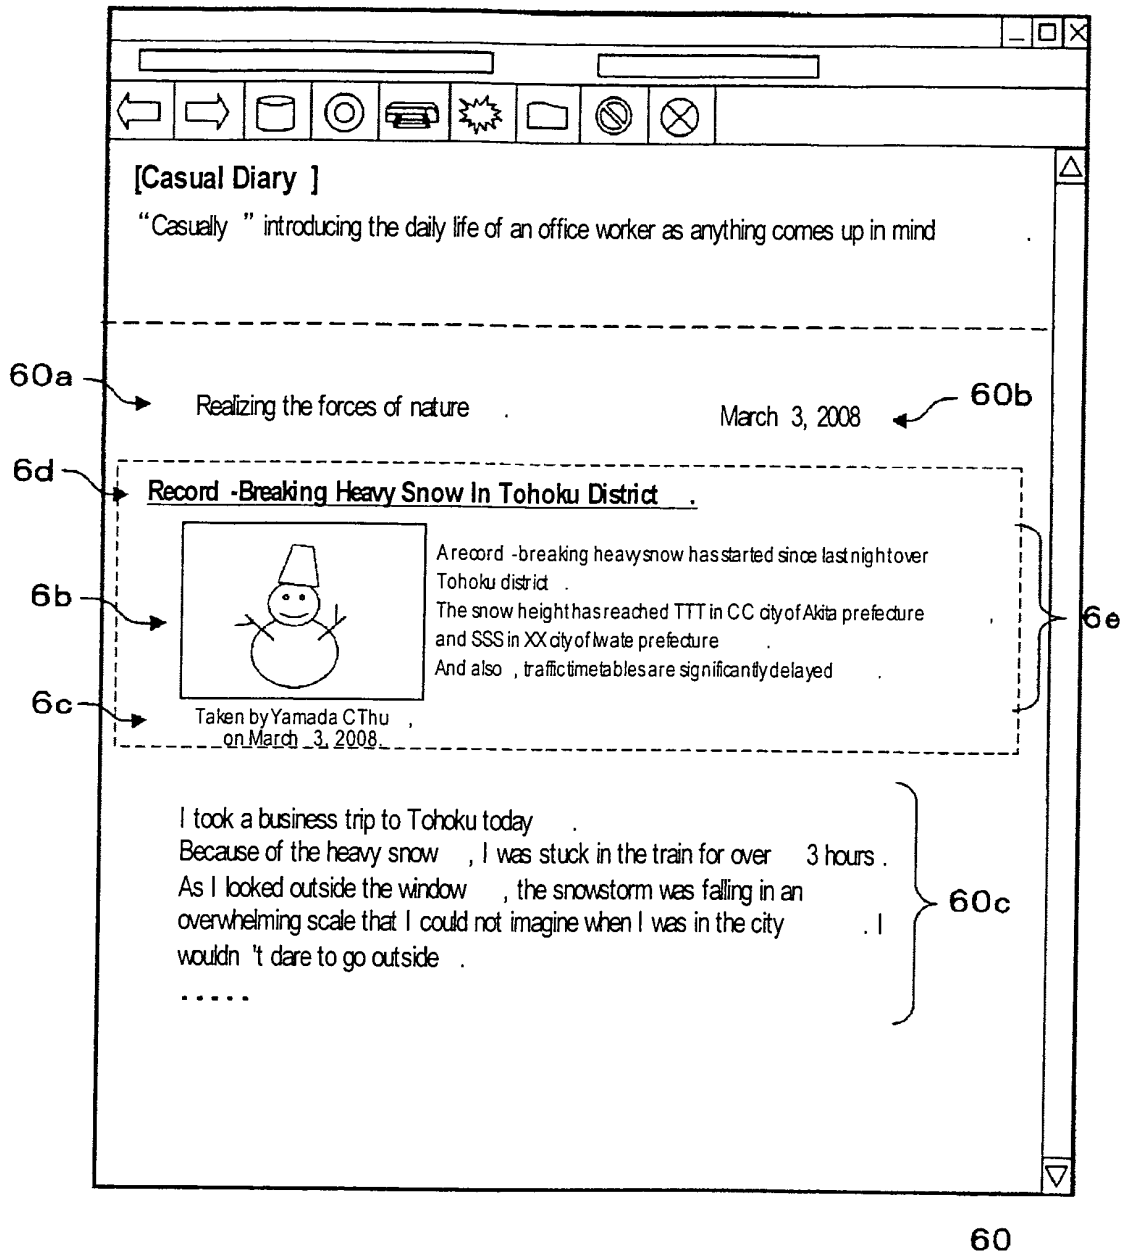 [Casual Diary ]
“Casually ” introducing the daily life of an office worker as anything comes up in mind .
60a
Realizing the forces of nature .
March 3, 2008
60b
6d
Record -Breaking Heavy Snow In Tohoku District .
A record -breaking heavy snow has started since last night over
Tohoku district .
The snow height has reached TTT in CC city of Akita prefecture ,
and SSS in XX city of Iwate prefecture .
And also , traffic timetables are significantly delayed .
6b
6e
6c
Taken by Yamada CThu ,
on March 3, 2008.
I took a business trip to Tohoku today .
Because of the heavy snow , I was stuck in the train for over 3 hours .
As I looked outside the window , the snowstorm was falling in an
overwhelming scale that I could not imagine when I was in the city . I
wouldn 't dare to go outside .
.....
60c
60